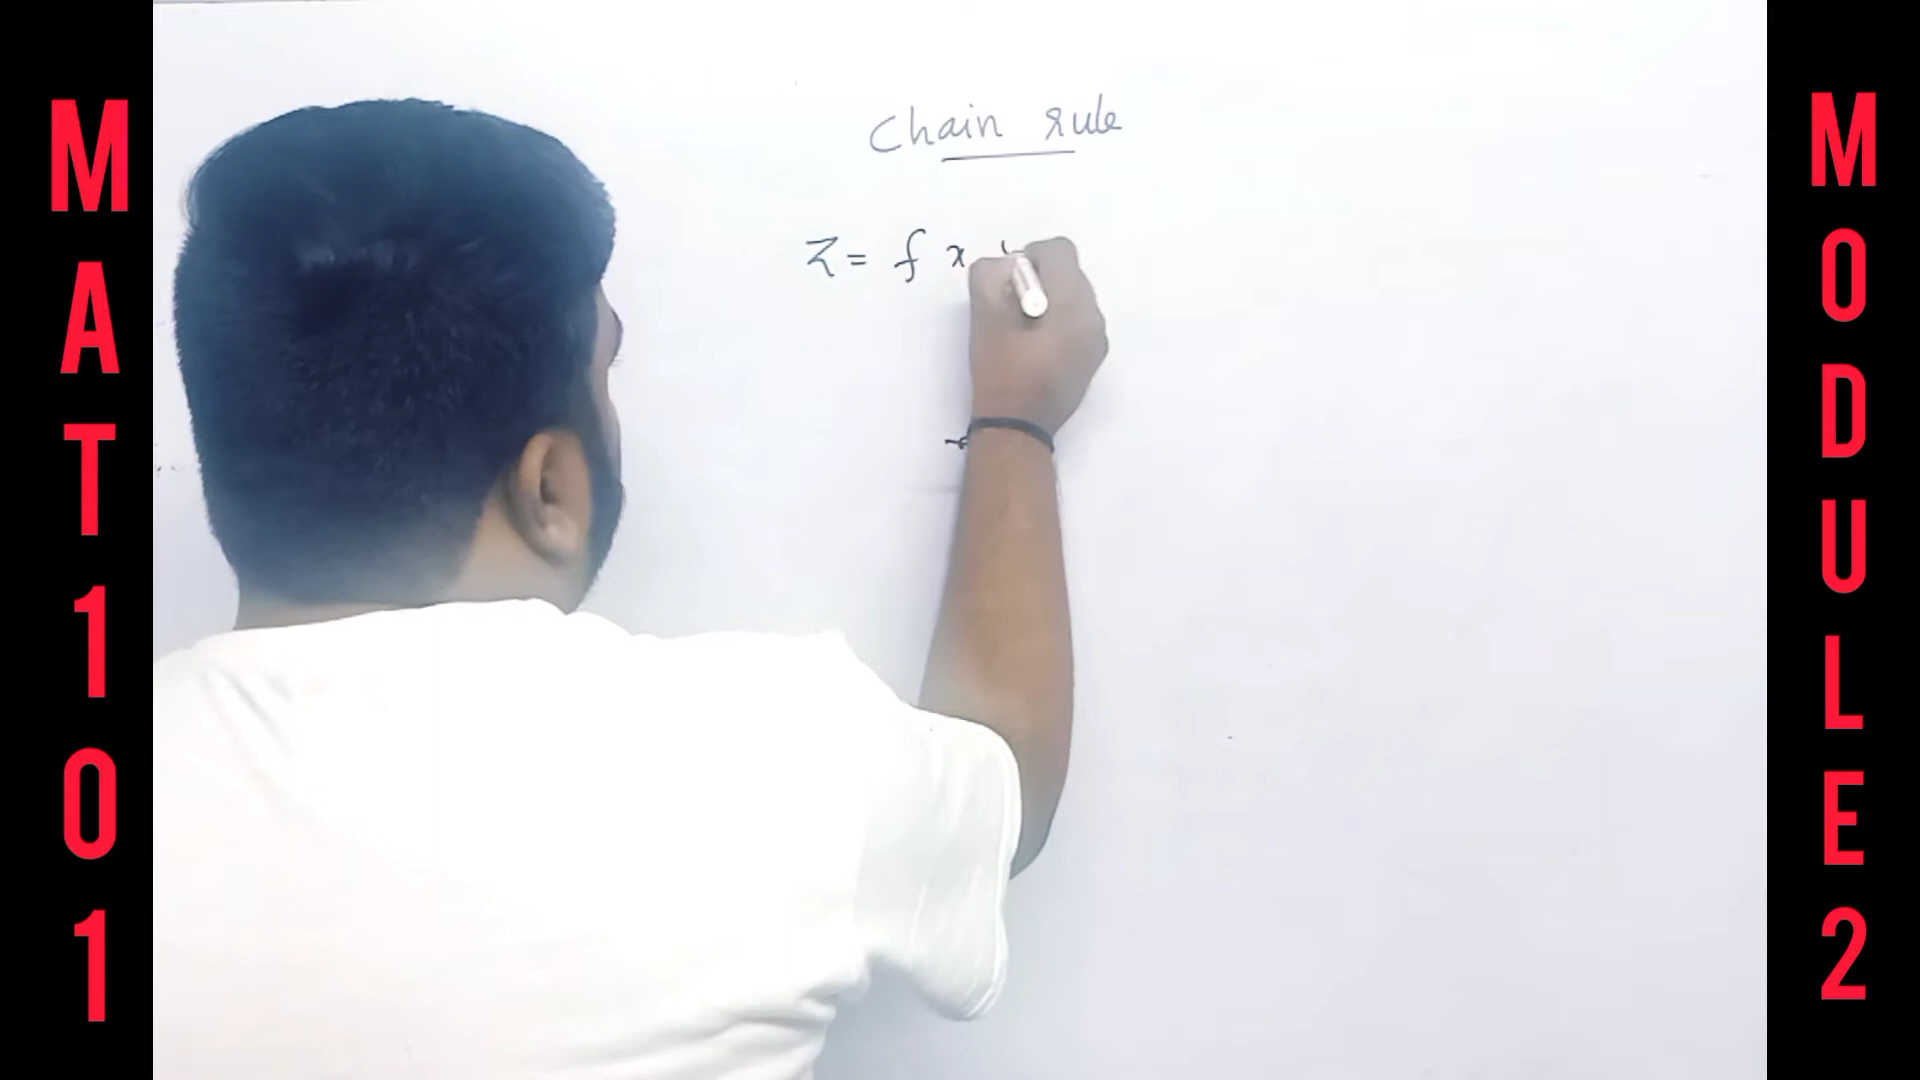 MAT101
Chain rule
z = f x
MODULE2